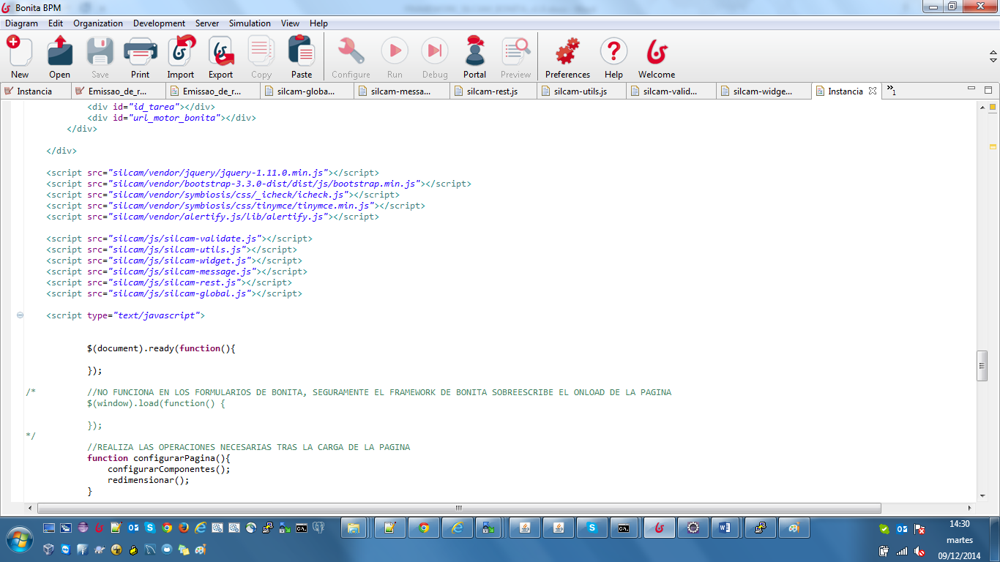 Bonita BPM
Diagram Edit Organization Development Server Simulation View Help
New Open Save Print Import Export Copy Paste Configure Run Debug Portal Preview Preferences Help Welcome
Instancia Emissao_de_r... Emissao_de_r... silcam-globa... silcam-messa... silcam-rest.js silcam-utils.js silcam-valid... silcam-widge... Instancia »1
<div id="id_tarea"></div>
<div id="url_motor_bonita"></div>
</div>
</div>
<script src="silcam/vendor/jquery/jquery-1.11.0.min.js"></script>
<script src="silcam/vendor/bootstrap-3.3.0-dist/dist/js/bootstrap.min.js"></script>
<script src="silcam/vendor/symbiosis/css/_icheck/icheck.js"></script>
<script src="silcam/vendor/symbiosis/css/tinymce/tinymce.min.js"></script>
<script src="silcam/vendor/alertify.js/lib/alertify.js"></script>
<script src="silcam/js/silcam-validate.js"></script>
<script src="silcam/js/silcam-utils.js"></script>
<script src="silcam/js/silcam-widget.js"></script>
<script src="silcam/js/silcam-message.js"></script>
<script src="silcam/js/silcam-rest.js"></script>
<script src="silcam/js/silcam-global.js"></script>
<script type="text/javascript">
$(document).ready(function(){
});
/* //NO FUNCIONA EN LOS FORMULARIOS DE BONITA, SEGURAMENTE EL FRAMEWORK DE BONITA SOBREESCRIBE EL ONLOAD DE LA PAGINA
$(window).load(function() {
});
*/
//REALIZA LAS OPERACIONES NECESARIAS TRAS LA CARGA DE LA PAGINA
function configurarPagina(){
configurarComponentes();
redimensionar();
}
14:30
martes
09/12/2014